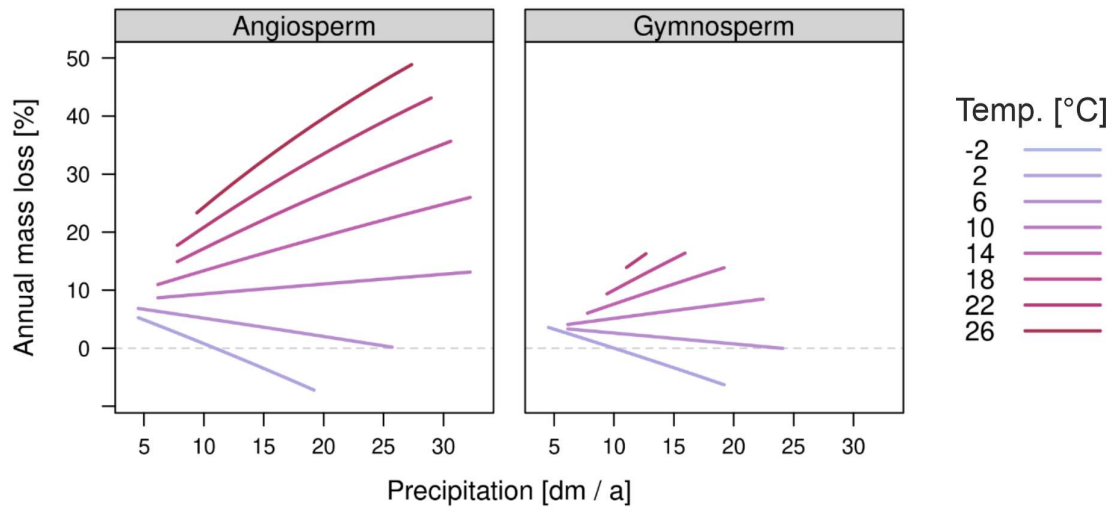 Angiosperm
Gymnosperm
Annual mass loss [%]
50
40
30
20
10
0
5 10 15 20 25 30
5 10 15 20 25 30
Precipitation [dm / a]
Temp. [°C]
-2
2
6
10
14
18
22
26